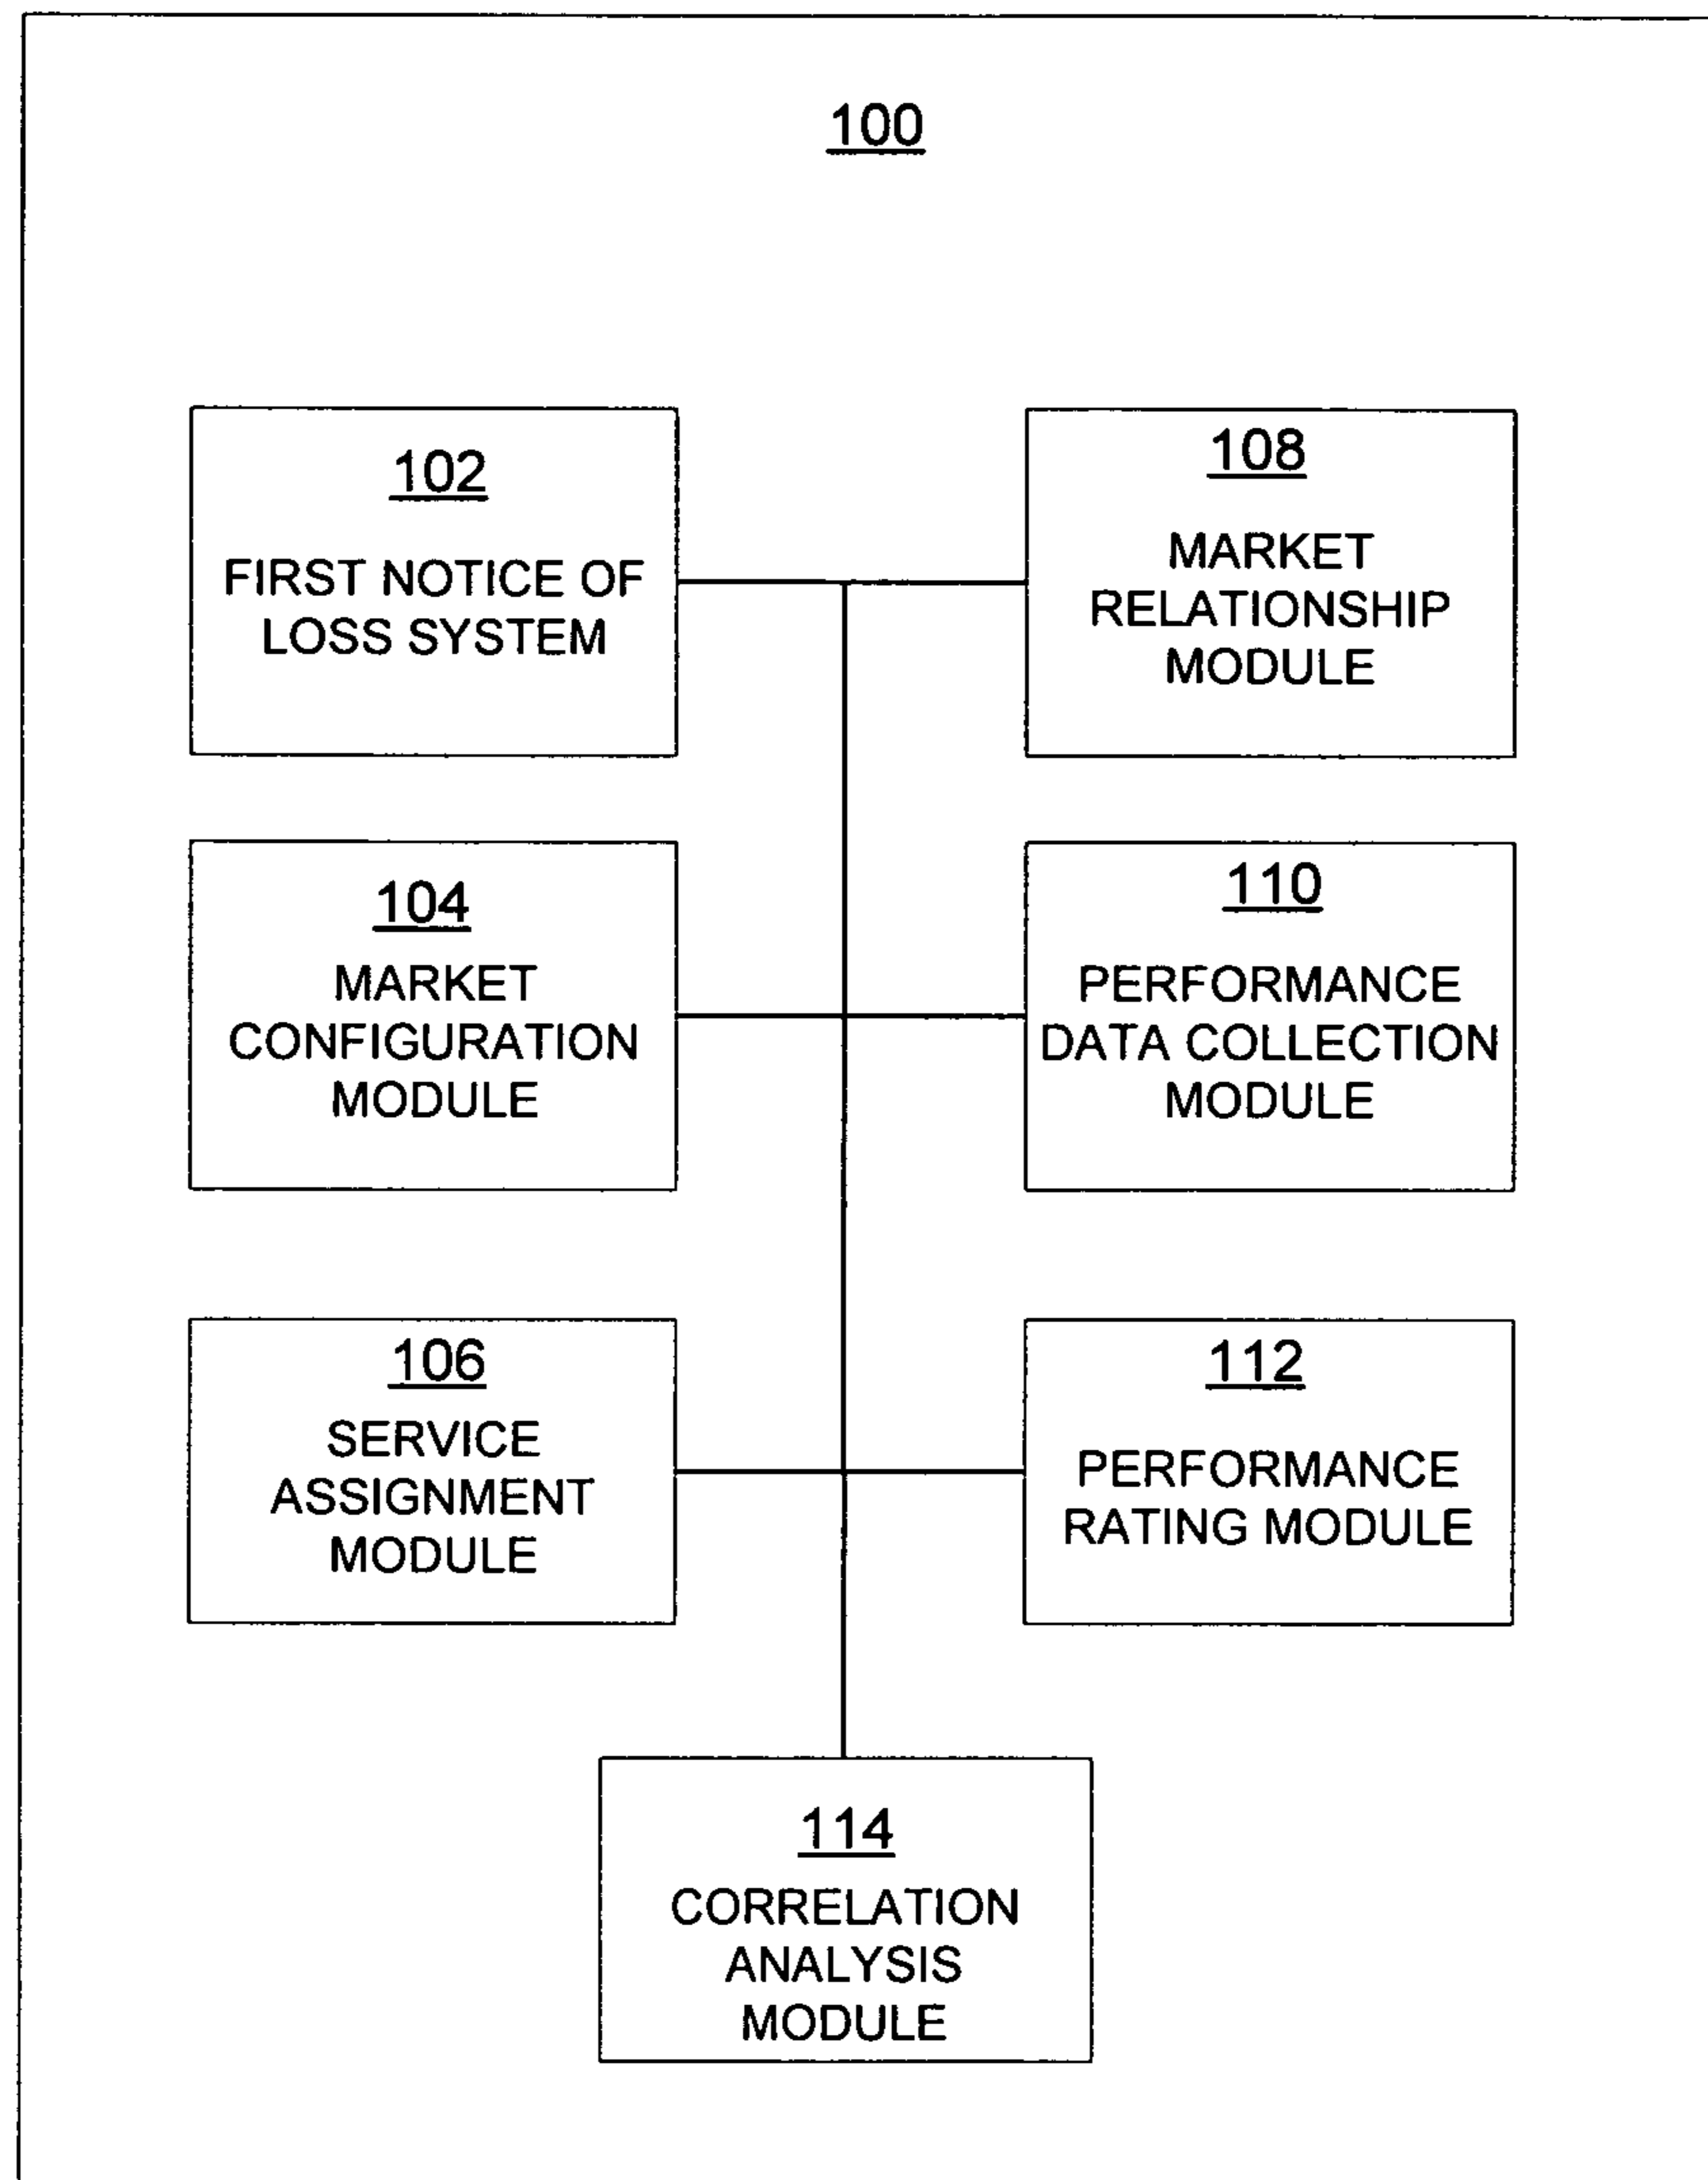 100
102
FIRST NOTICE OF
LOSS SYSTEM
108
MARKET
RELATIONSHIP
MODULE
104
MARKET
CONFIGURATION
MODULE
110
PERFORMANCE
DATA COLLECTION
MODULE
106
SERVICE
ASSIGNMENT
MODULE
112
PERFORMANCE
RATING MODULE
114
CORRELATION
ANALYSIS
MODULE